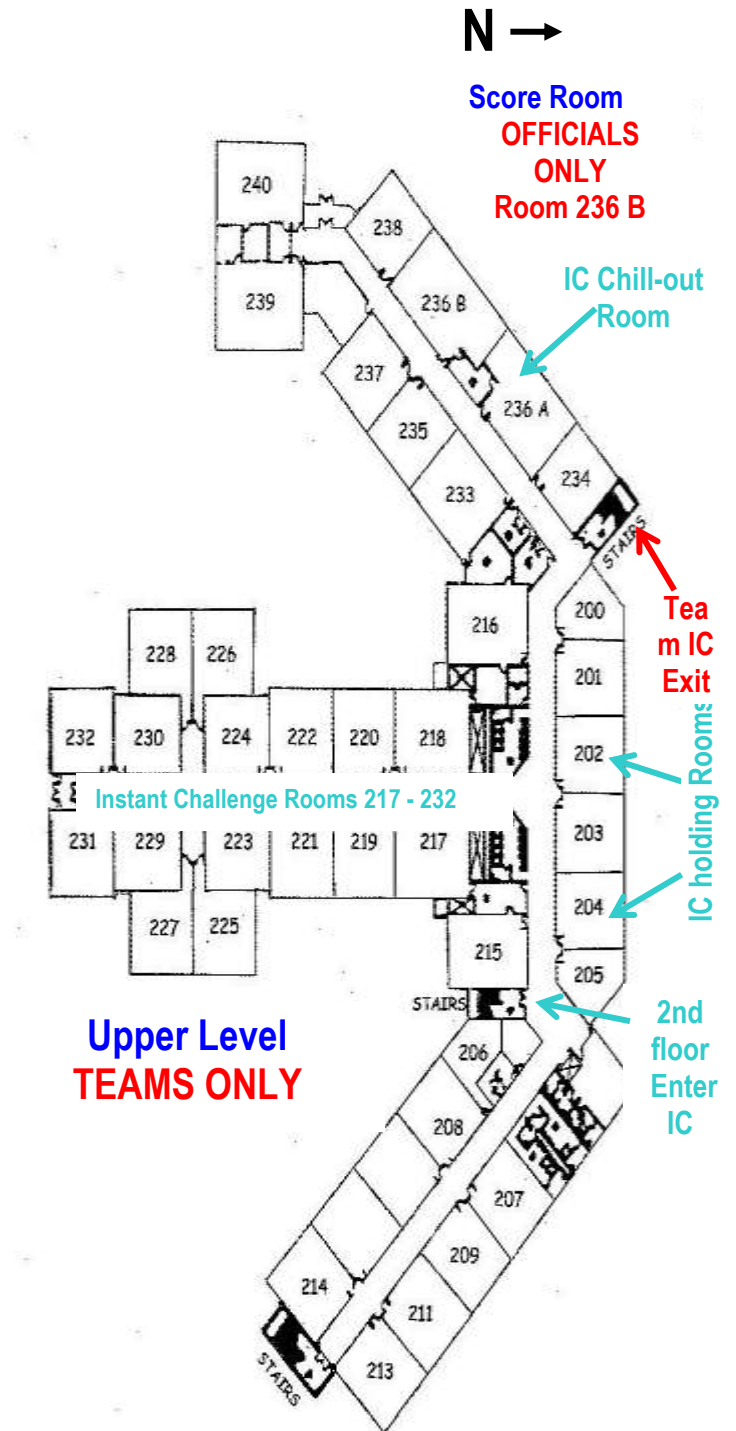 N
Score Room
OFFICIALS
ONLY
Room 236 B
240
238
IC Chill-out
Room
236 B
239
237
236 A
235
234
233
STAIRS
200
Tea
m IC
Exit
216
201
228
226
232
230
224
222
220
218
202
IC holding Rooms
Instant Challenge Rooms 217 - 232
231
229
223
221
219
217
203
204
227
225
215
205
STAIRS
2nd
floor
Enter
IC
Upper Level
TEAMS ONLY
206
208
207
209
214
211
213
STAIRS